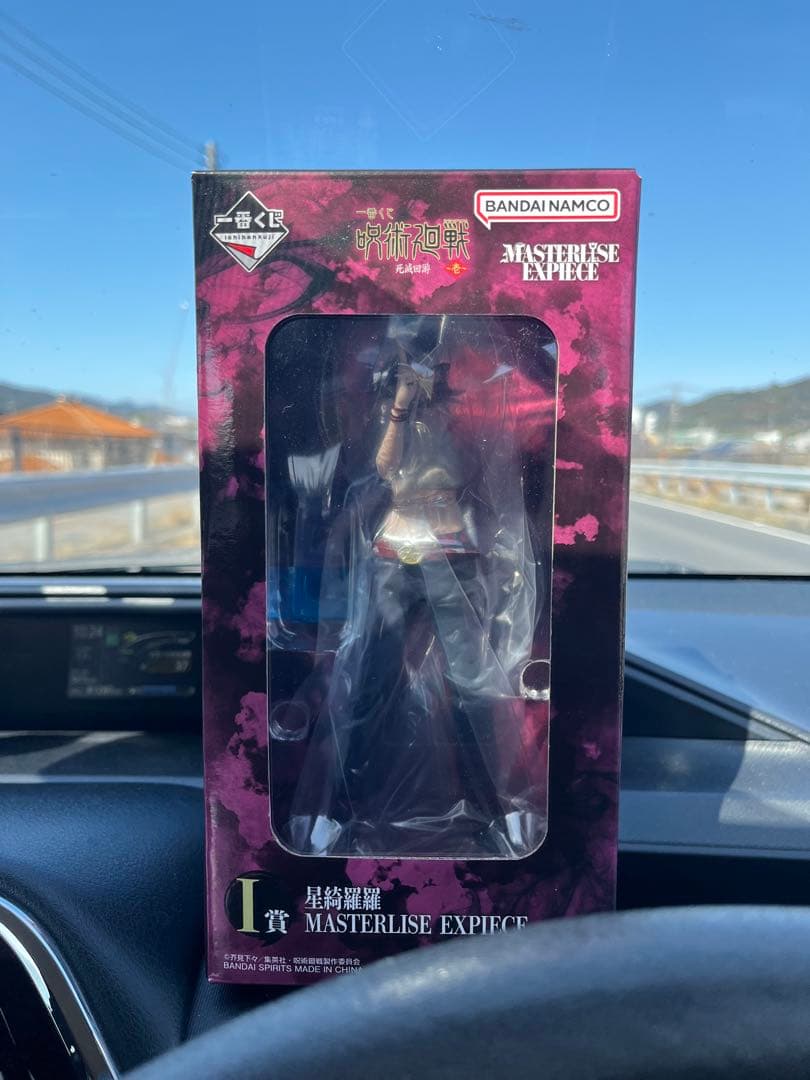 一番くじ
ichibankuji
一番くじ
呪術廻戦
死滅回游 ~壱~
BANDAI NAMCO
MASTERLISE
EXPIECE
I賞
星綺羅羅
MASTERLISE EXPIECE
©芥見下々/集英社・呪術廻戦製作委員会
BANDAI SPIRITS MADE IN CHINA